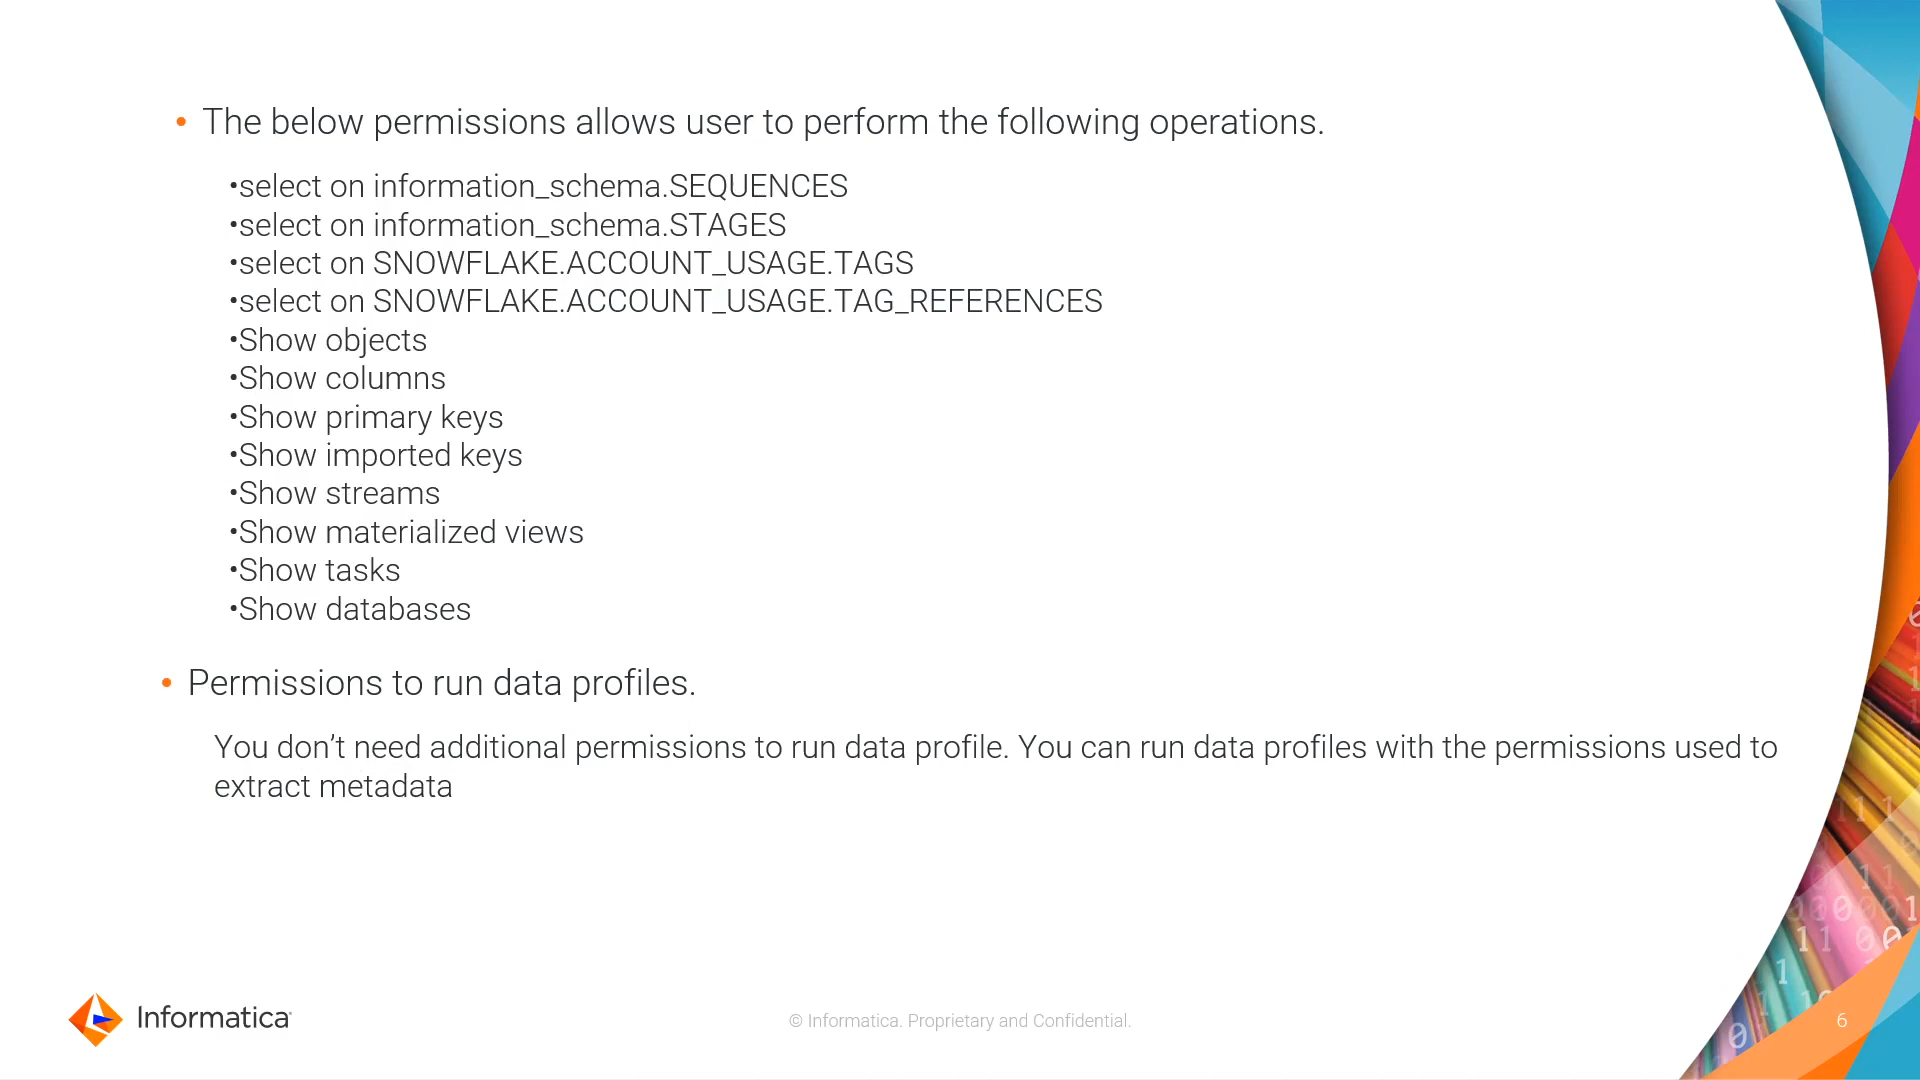 • The below permissions allows user to perform the following operations.
•select on information_schema.SEQUENCES
•select on information_schema.STAGES
•select on SNOWFLAKE.ACCOUNT_USAGE.TAGS
•select on SNOWFLAKE.ACCOUNT_USAGE.TAG_REFERENCES
•Show objects
•Show columns
•Show primary keys
•Show imported keys
•Show streams
•Show materialized views
•Show tasks
•Show databases
• Permissions to run data profiles.
You don’t need additional permissions to run data profile. You can run data profiles with the permissions used to
extract metadata
Informatica
© Informatica. Proprietary and Confidential.
6